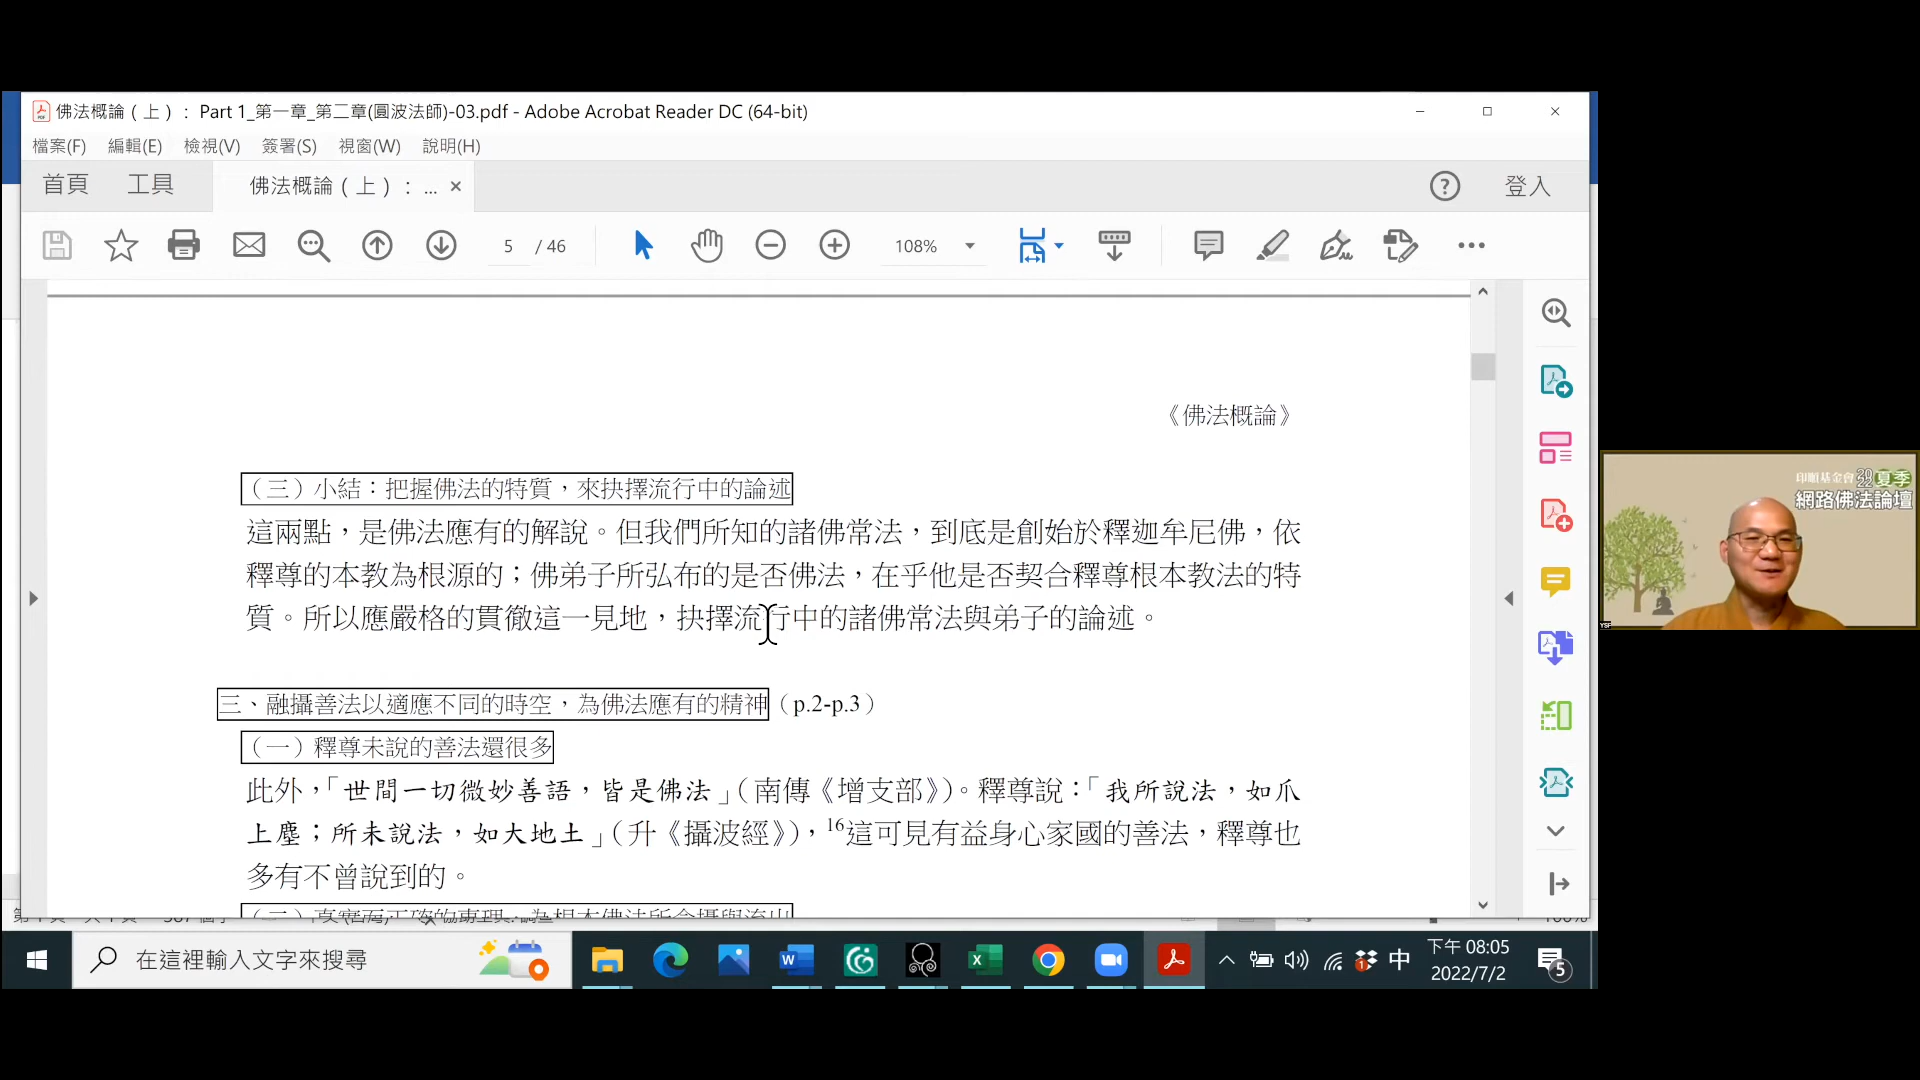 佛法概論（上）： Part 1_第一章_第二章(圓波法師)-03.pdf - Adobe Acrobat Reader DC (64-bit)
檔案(F) 編輯(E) 檢視(V) 簽署(S) 視窗(W) 說明(H)
首頁 工具 佛法概論（上）： ... × 登入
5 / 46 108%
《佛法概論》
（三）小結：把握佛法的特質，來抉擇流行中的論述
這兩點，是佛法應有的解說。但我們所知的諸佛常法，到底是創始於釋迦牟尼佛，依
釋尊的本教為根源的；佛弟子所弘布的是否佛法，在乎他是否契合釋尊根本教法的特
質。所以應嚴格的貫徹這一見地，抉擇流行中的諸佛常法與弟子的論述。
三、融攝善法以適應不同的時空，為佛法應有的精神（p.2-p.3）
（一）釋尊未說的善法還很多
此外，「世間一切微妙善語，皆是佛法」（南傳《增支部》）。釋尊說：「我所說法，如爪
上塵；所未說法，如大地土」（升《攝波經》），16這可見有益身心家國的善法，釋尊也
多有不曾說到的。
印順基金會 2022 夏季
網路佛法論壇
YSF
在這裡輸入文字來搜尋
中
下午 08:05
2022/7/2
5